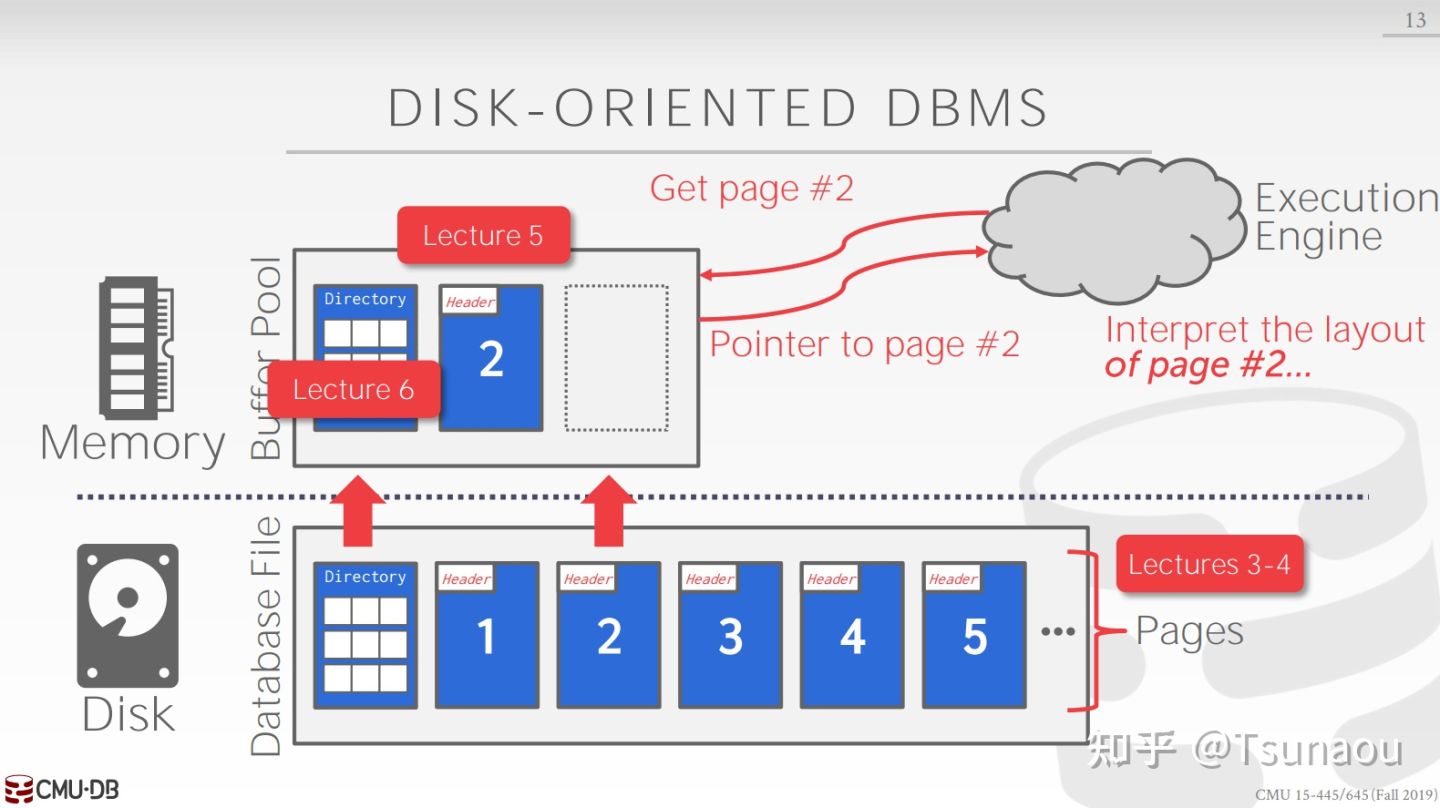 13
DISK-ORIENTED DBMS
Get page #2
Execution
Engine
Lecture 5
Buffer Pool
Directory
Header
2
Pointer to page #2
Interpret the layout
of page #2...
Lecture 6
Memory
Database File
Directory
Header
1
Header
2
Header
3
Header
4
Header
5
...
Lectures 3-4
Pages
Disk
知乎 @Tsunaou
CMU·DB
CMU 15-445/645 (Fall 2019)